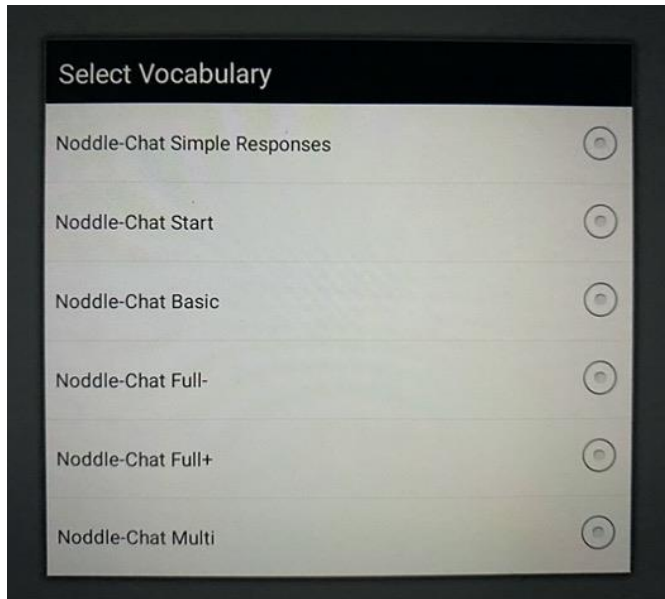 Select Vocabulary
Noddle-Chat Simple Responses
Noddle-Chat Start
Noddle-Chat Basic
Noddle-Chat Full-
Noddle-Chat Full+
Noddle-Chat Multi